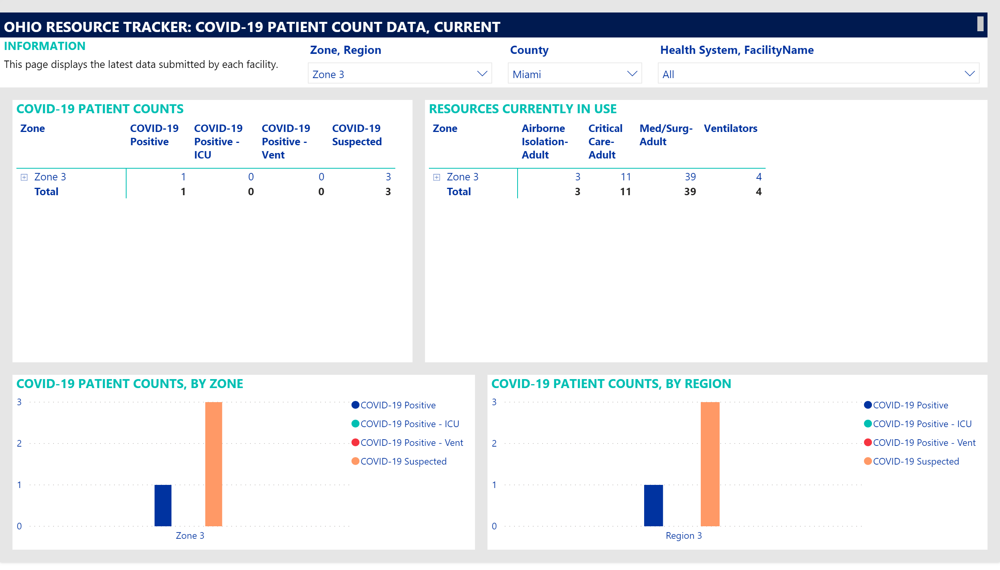 OHIO RESOURCE TRACKER: COVID-19 PATIENT COUNT DATA, CURRENT
INFORMATION
This page displays the latest data submitted by each facility.
Zone, Region
Zone 3
County
Miami
Health System, FacilityName
All
COVID-19 PATIENT COUNTS
Zone COVID-19 Positive COVID-19 Positive - ICU COVID-19 Positive - Vent COVID-19 Suspected
Zone 3 1 0 0 3
Total 1 0 0 3
RESOURCES CURRENTLY IN USE
Zone Airborne Isolation-Adult Critical Care-Adult Med/Surg-Adult Ventilators
Zone 3 3 11 39 4
Total 3 11 39 4
COVID-19 PATIENT COUNTS, BY ZONE
3
2
1
0
Zone 3
COVID-19 Positive
COVID-19 Positive - ICU
COVID-19 Positive - Vent
COVID-19 Suspected
COVID-19 PATIENT COUNTS, BY REGION
3
2
1
0
Region 3
COVID-19 Positive
COVID-19 Positive - ICU
COVID-19 Positive - Vent
COVID-19 Suspected